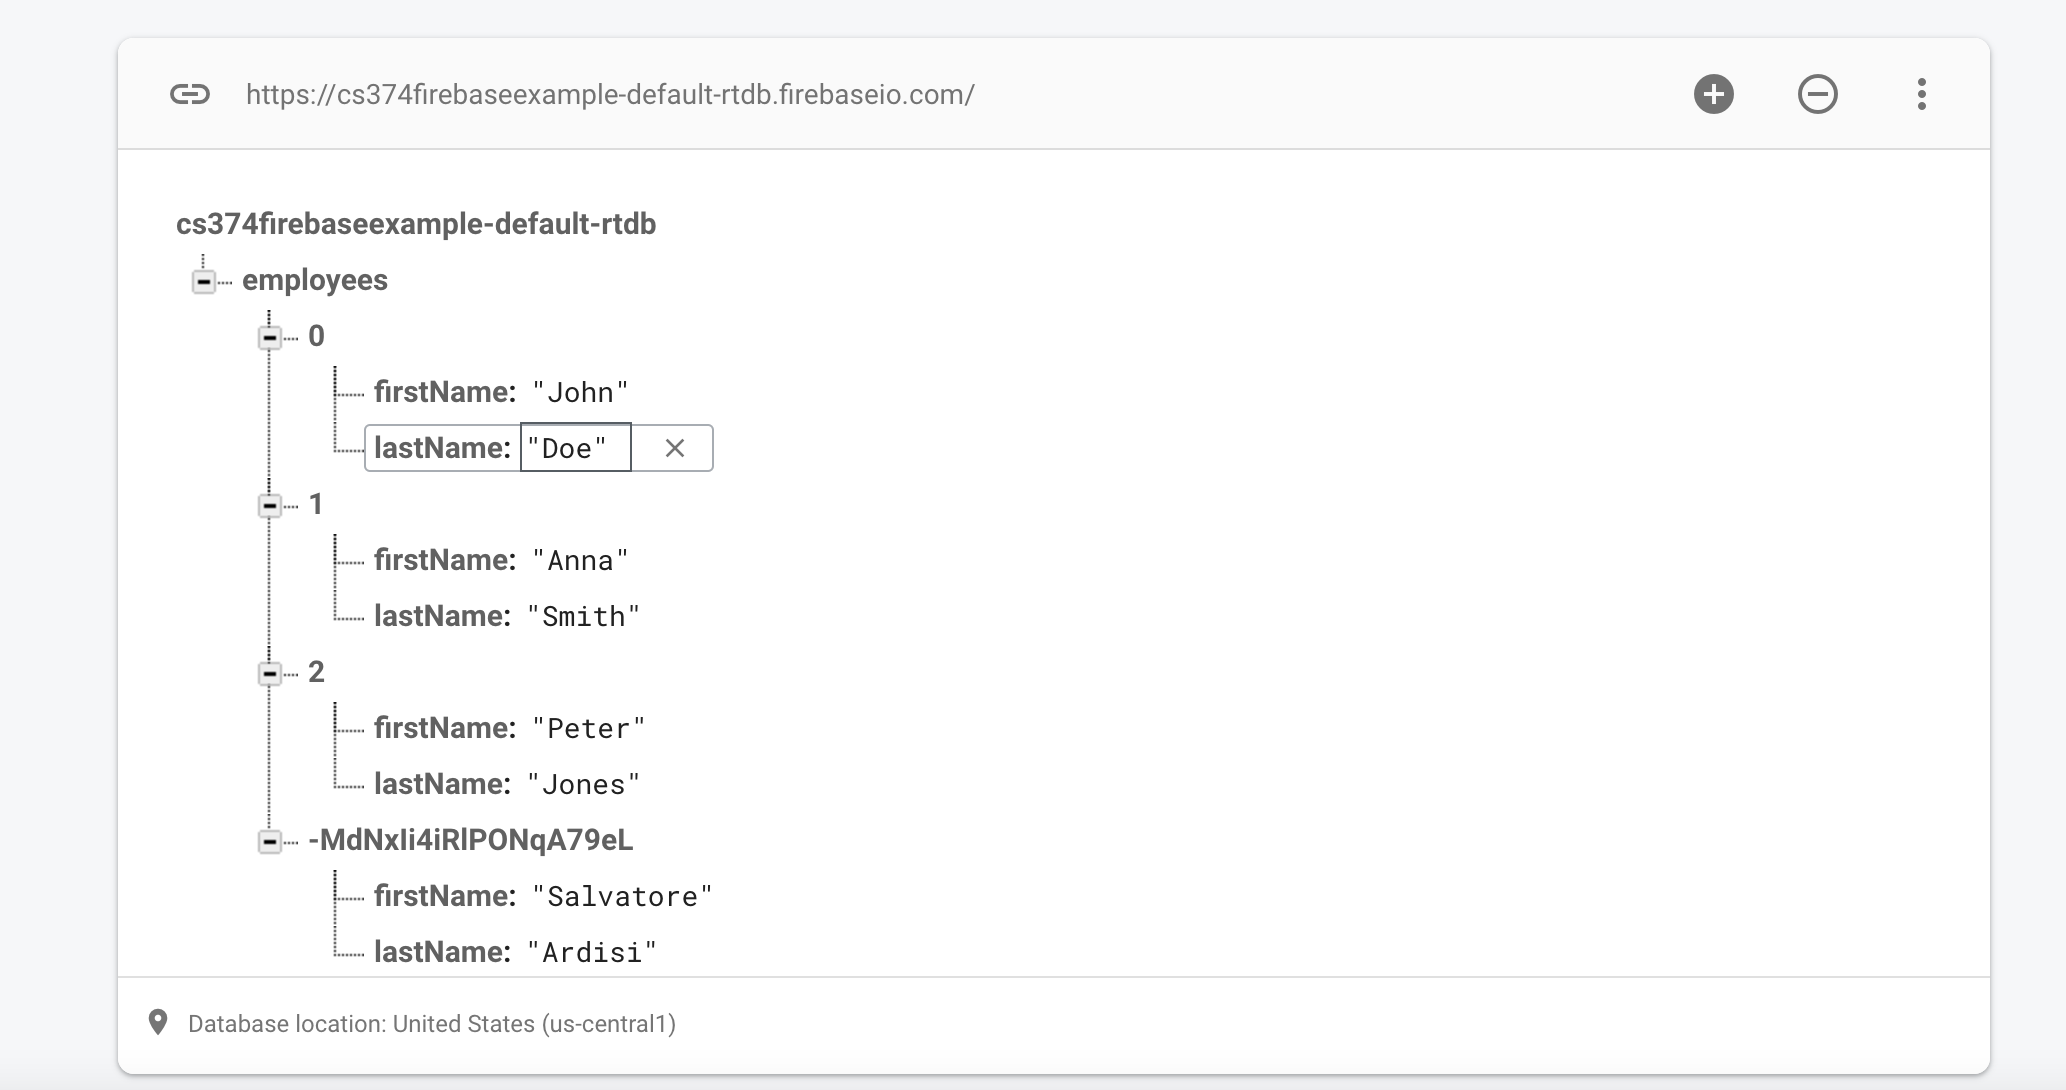 https://cs374firebaseexample-default-rtdb.firebaseio.com/
cs374firebaseexample-default-rtdb
employees
0
firstName: "John"
lastName: "Doe"
1
firstName: "Anna"
lastName: "Smith"
2
firstName: "Peter"
lastName: "Jones"
-MdNxIi4iRlPONqA79eL
firstName: "Salvatore"
lastName: "Ardisi"
Database location: United States (us-central1)